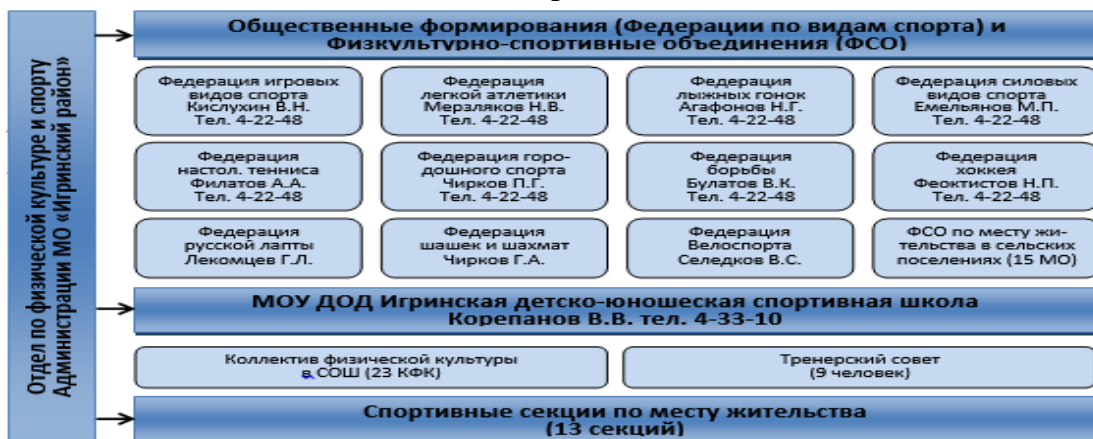 Отдел по физической культуре и спорту
Администрации МО «Игринский район»
Общественные формирования (Федерации по видам спорта) и
Физкультурно-спортивные объединения (ФСО)
Федерация игровых
видов спорта
Кислухин В.Н.
Тел. 4-22-48
Федерация
легкой атлетики
Мерзляков Н.В.
Тел. 4-22-48
Федерация
лыжных гонок
Агафонов Н.Г.
Тел. 4-22-48
Федерация силовых
видов спорта
Емельянов М.П.
Тел. 4-22-48
Федерация
настол. тенниса
Филатов А.А.
Тел. 4-22-48
Федерация горо-
дошного спорта
Чирков П.Г.
Тел. 4-22-48
Федерация
борьбы
Булатов В.К.
Тел. 4-22-48
Федерация
хоккея
Феоктистов Н.П.
Тел. 4-22-48
Федерация
русской лапты
Лекомцев Г.Л.
Федерация
шашек и шахмат
Чирков Г.А.
Федерация
Велоспорта
Селедков В.С.
ФСО по месту жи-
тельства в сельских
поселениях (15 МО)
МОУ ДОД Игринская детско-юношеская спортивная школа
Корепанов В.В. тел. 4-33-10
Коллектив физической культуры
в СОШ (23 КФК)
Тренерский совет
(9 человек)
Спортивные секции по месту жительства
(13 секций)